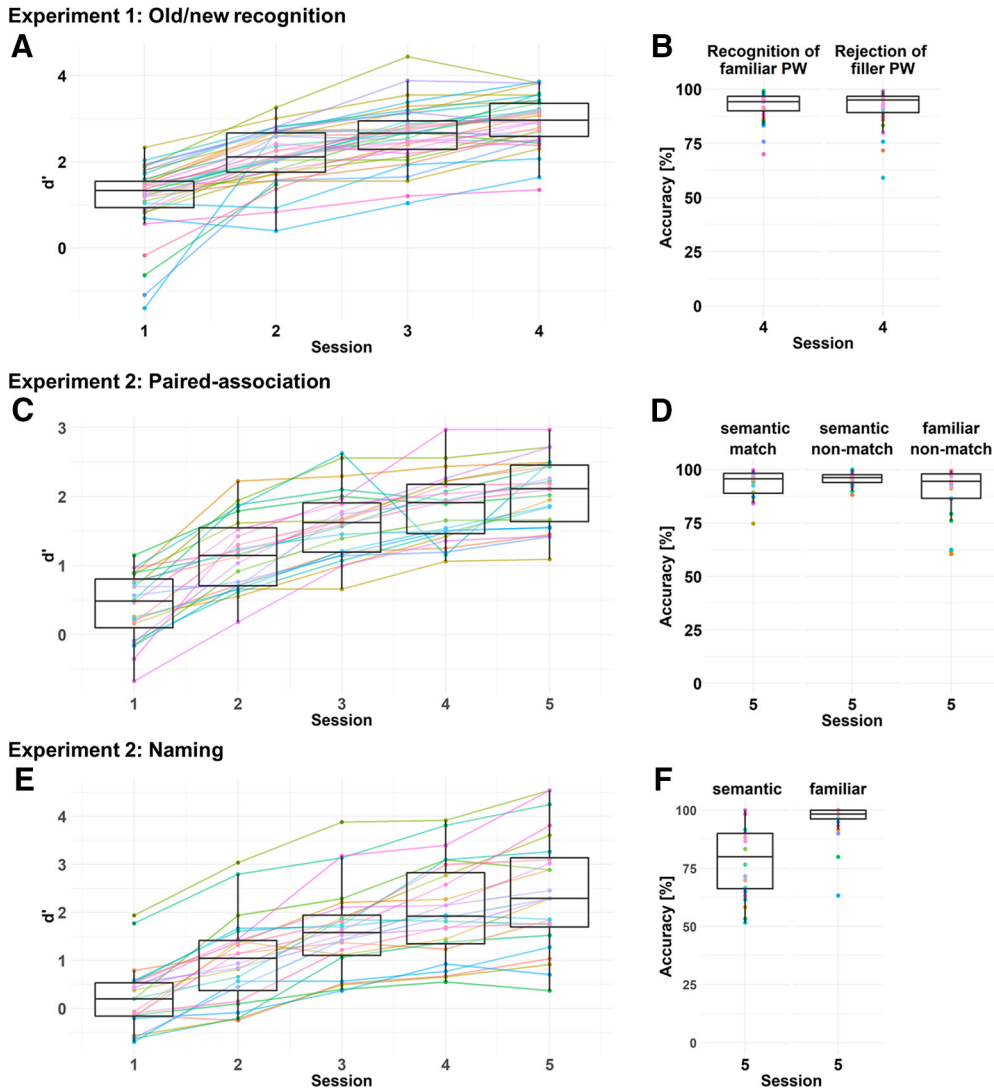 Experiment 1: Old/new recognition
A
B
Recognition of
familiar PW
Rejection of
filler PW
4
2
0
d'
1
2
3
4
Session
100
75
50
25
0
Accuracy [%]
4
4
Session
Experiment 2: Paired-association
C
D
semantic
match
semantic
non-match
familiar
non-match
3
2
1
0
d'
1
2
3
4
5
Session
100
75
50
25
0
Accuracy [%]
5
5
5
Session
Experiment 2: Naming
E
F
semantic
familiar
4
3
2
1
0
d'
1
2
3
4
5
Session
100
75
50
25
0
Accuracy [%]
5
5
Session